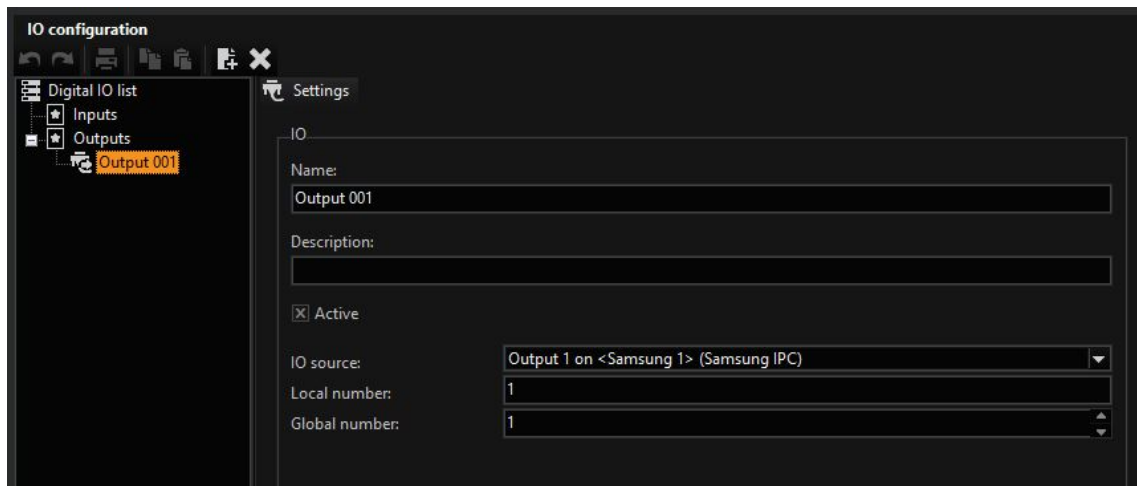 IO configuration
Digital IO list
Inputs
Outputs
Output 001
Settings
IO
Name:
Output 001
Description:
Active
IO source: Output 1 on <Samsung 1> (Samsung IPC)
Local number: 1
Global number: 1